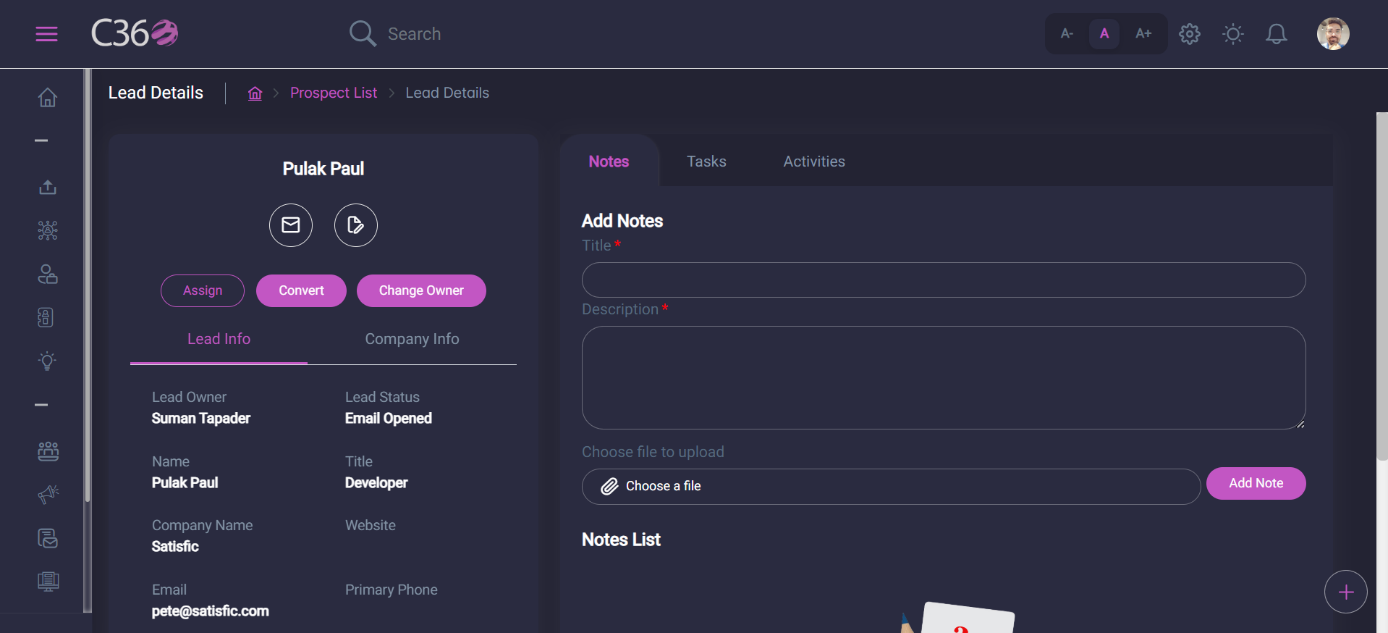 C360
Search
A- A A+
Lead Details
Prospect List > Lead Details
Pulak Paul
Assign Convert Change Owner
Lead Info Company Info
Lead Owner Lead Status
Suman Tapader Email Opened
Name Title
Pulak Paul Developer
Company Name Website
Satisfic
Email Primary Phone
pete@satisfic.com
Notes Tasks Activities
Add Notes
Title *
Description *
Choose file to upload
Choose a file
Add Note
Notes List
?